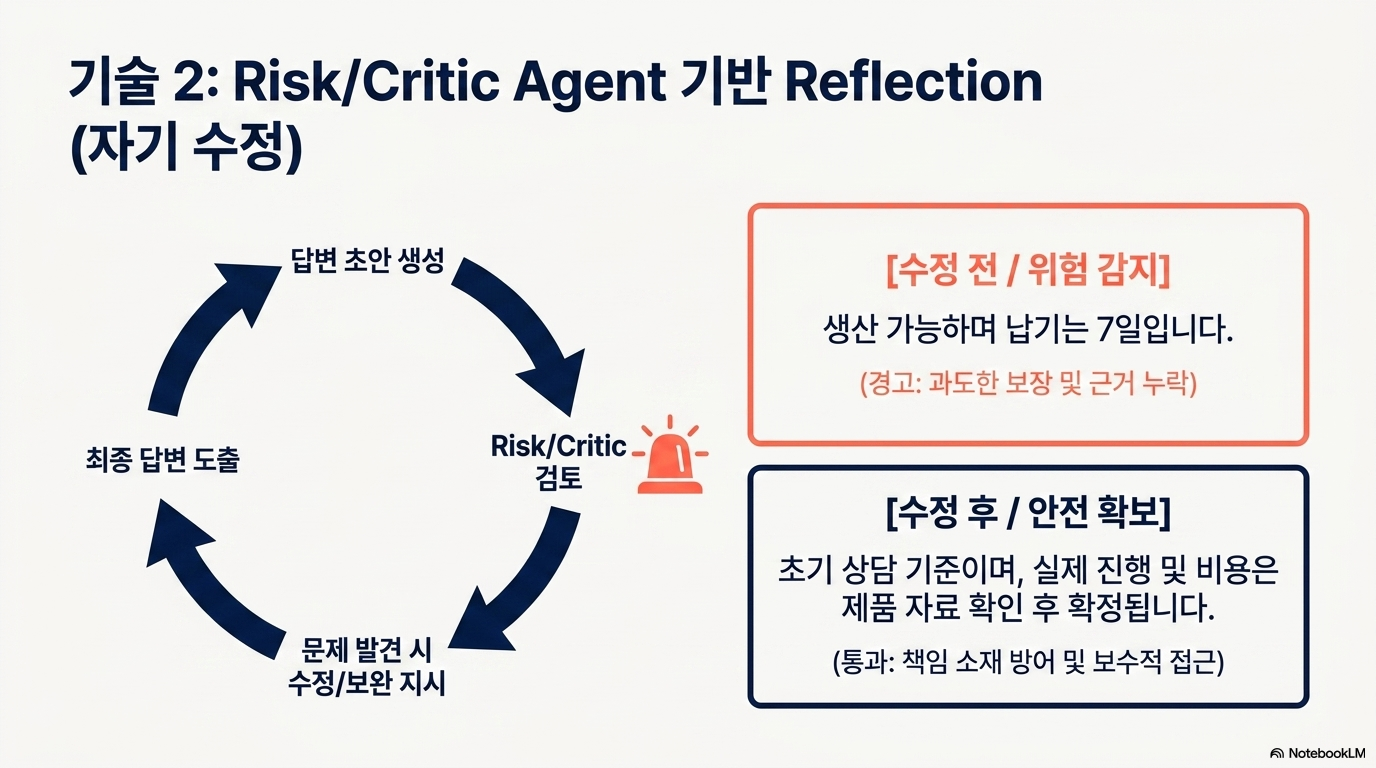 기술 2: Risk/Critic Agent 기반 Reflection
(자기 수정)
답변 초안 생성
Risk/Critic
검토
문제 발견 시
수정/보완 지시
최종 답변 도출
[수정 전 / 위험 감지]
생산 가능하며 납기는 7일입니다.
(경고: 과도한 보장 및 근거 누락)
[수정 후 / 안전 확보]
초기 상담 기준이며, 실제 진행 및 비용은
제품 자료 확인 후 확정됩니다.
(통과: 책임 소재 방어 및 보수적 접근)
NotebookLM